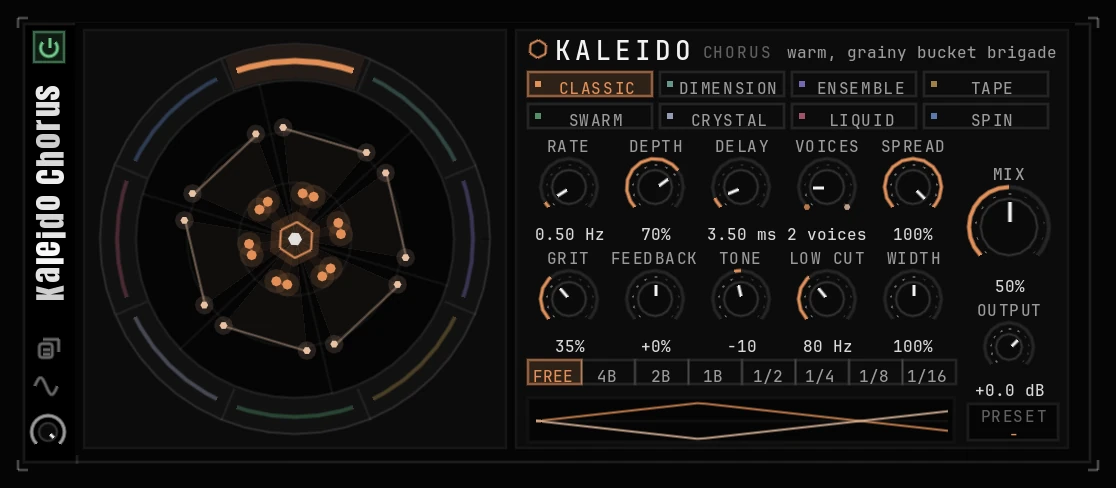 Kaleido Chorus
KALEIDO CHORUS warm, grainy bucket brigade
CLASSIC DIMENSION ENSEMBLE TAPE
SWARM CRYSTAL LIQUID SPIN
RATE DEPTH DELAY VOICES SPREAD
MIX
0.50 Hz 70% 3.50 ms 2 voices 100%
GRIT FEEDBACK TONE LOW CUT WIDTH
50%
OUTPUT
35% +0% -10 80 Hz 100%
FREE 4B 2B 1B 1/2 1/4 1/8 1/16
+0.0 dB
PRESET
-